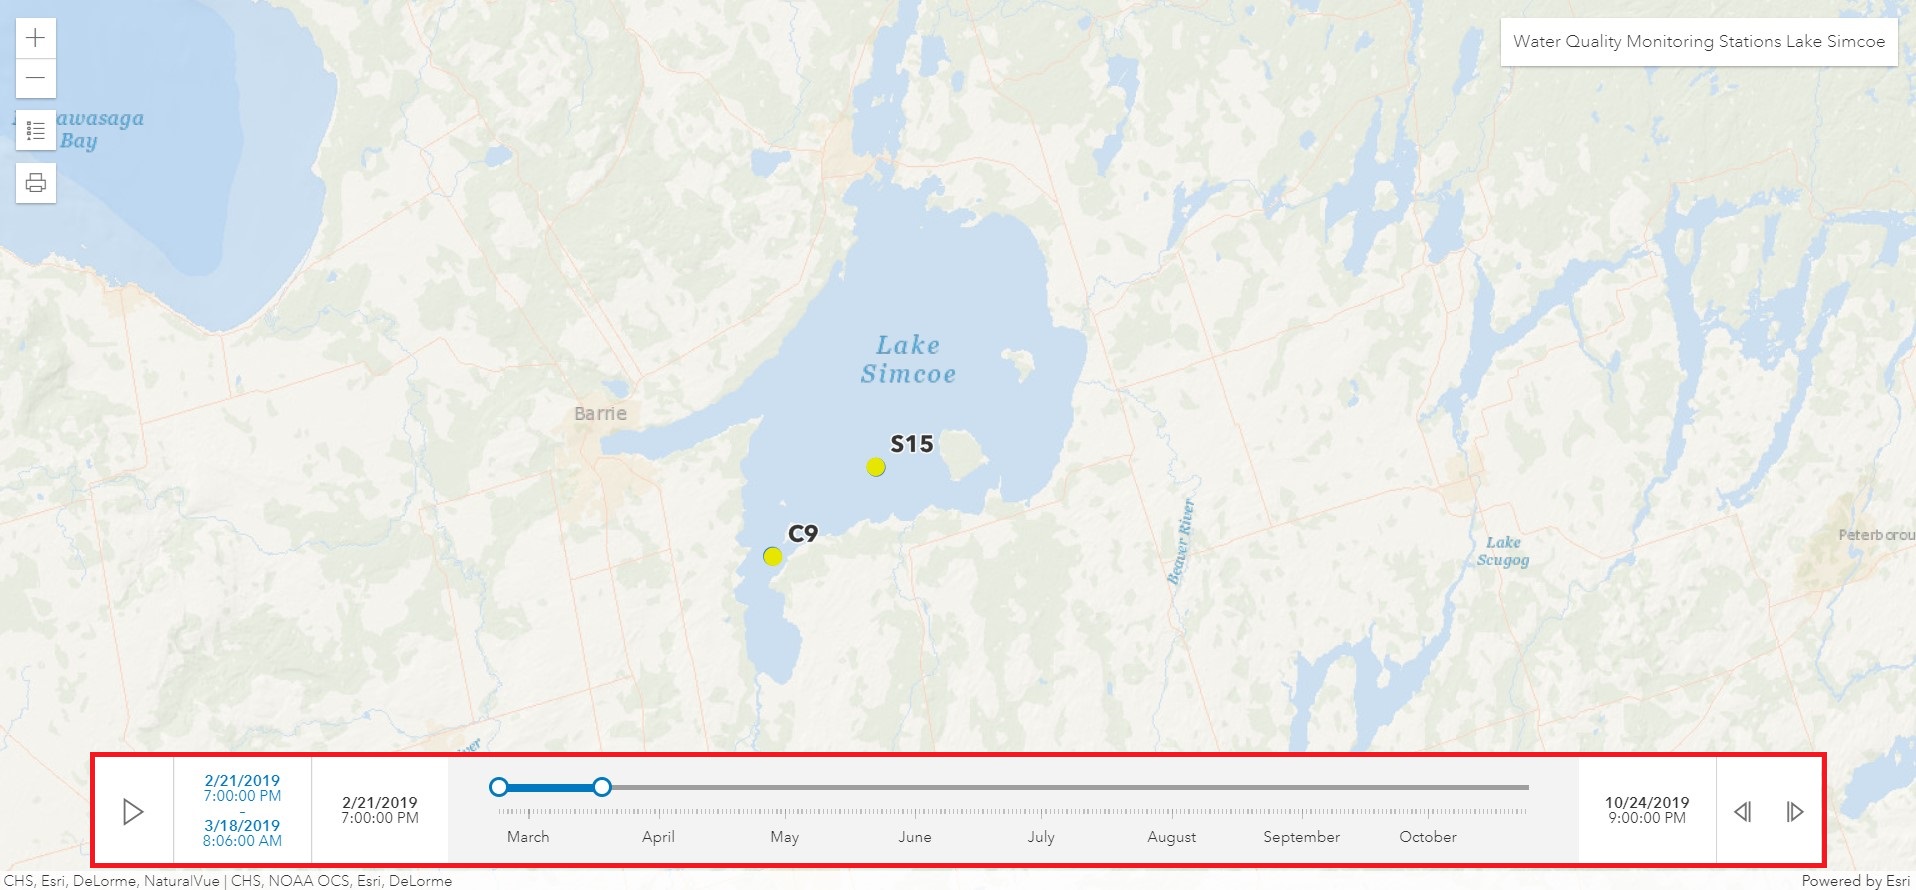 Water Quality Monitoring Stations Lake Simcoe
awasaga
Bay
Lake
Simcoe
Barrie
S15
C9
Beaver River
Lake
Scugog
Peterborou
iver
2/21/2019
7:00:00 PM
-
3/18/2019
8:06:00 AM
2/21/2019
7:00:00 PM
March April May June July August September October
10/24/2019
9:00:00 PM
CHS, Esri, DeLorme, NaturalVue | CHS, NOAA OCS, Esri, DeLorme
Powered by Esri